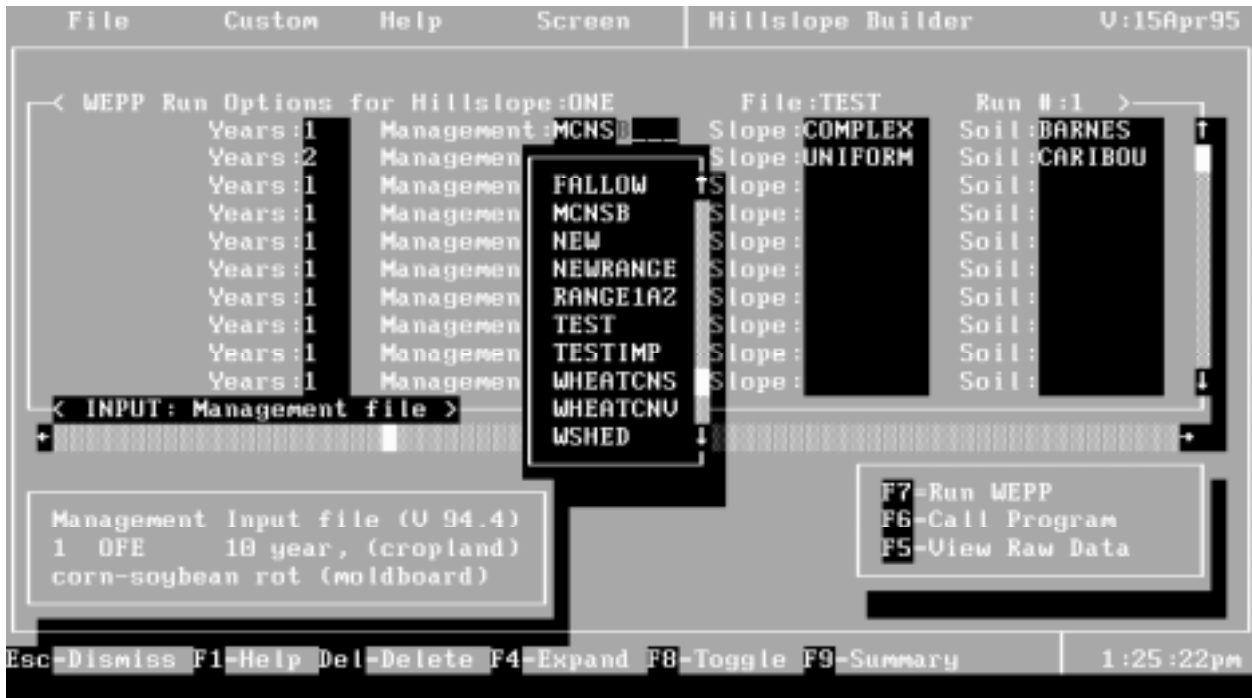 File Custom Help Screen Hillslope Builder V:15Apr95
< WEPP Run Options for Hillslope:ONE File:TEST Run #:1 >
Years:1 Management:MCNSB___ Slope:COMPLEX Soil:BARNES ↑
Years:2 Managemen Slope:UNIFORM Soil:CARIBOU
Years:1 Managemen FALLOW ↑ Slope: Soil:
Years:1 Managemen MCNSB Slope: Soil:
Years:1 Managemen NEW Slope: Soil:
Years:1 Managemen NEWRANGE Slope: Soil:
Years:1 Managemen RANGE1AZ Slope: Soil:
Years:1 Managemen TEST Slope: Soil:
Years:1 Managemen TESTIMP Slope: Soil:
Years:1 Managemen WHEATCNS Slope: Soil: ↓
< INPUT: Management file > WHEATCNV
← WSHED ↓ →
F7-Run WEPP
Management Input file (V 94.4) F6-Call Program
1 OFE 10 year, (cropland) F5-View Raw Data
corn-soybean rot (moldboard)
Esc-Dismiss F1-Help Del-Delete F4-Expand F8-Toggle F9-Summary 1:25:22pm